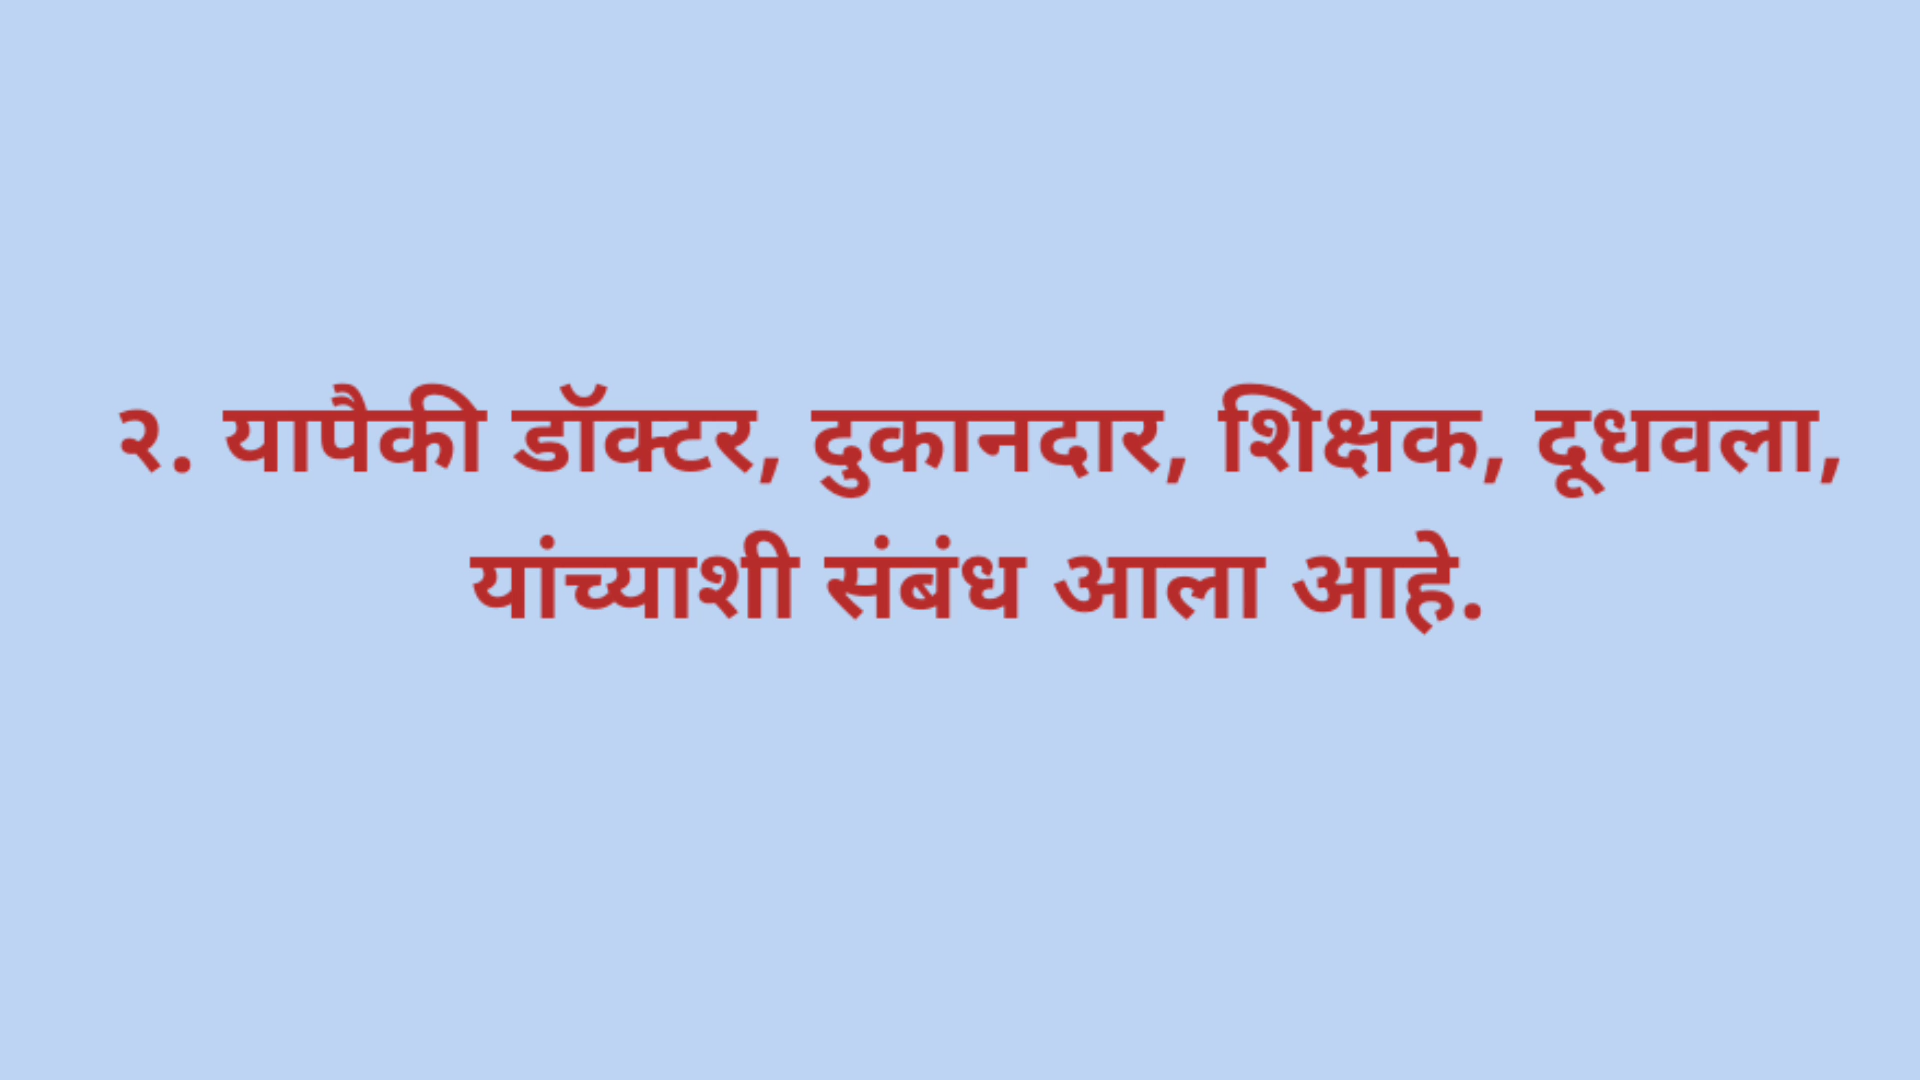 २. यापैकी डॉक्टर, दुकानदार, शिक्षक, दूधवला,
यांच्याशी संबंध आला आहे.